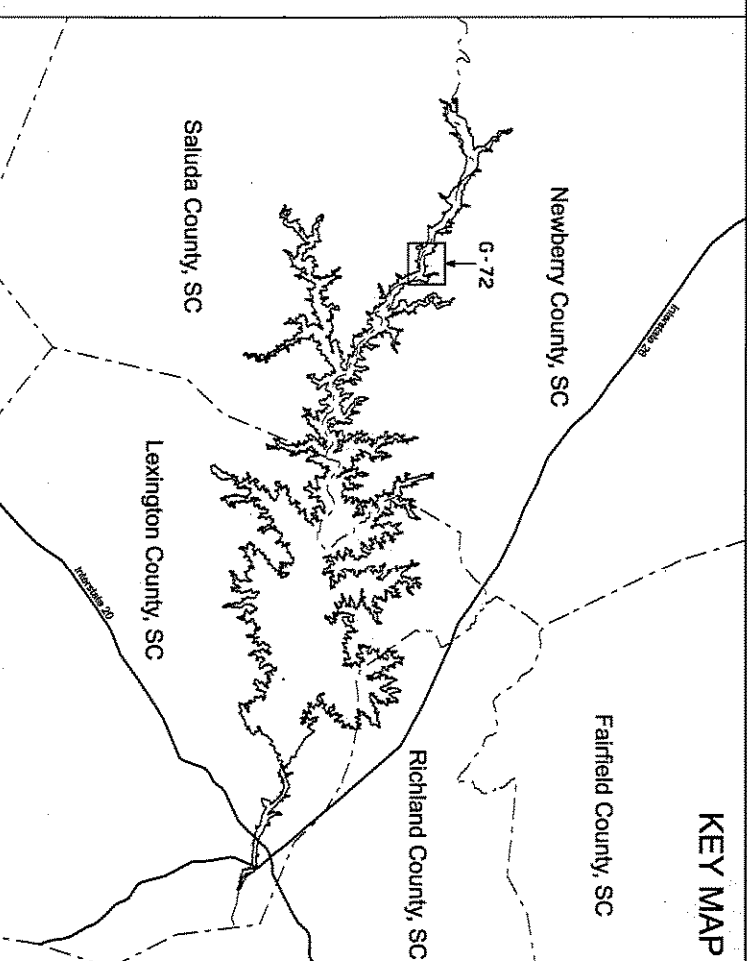 KEY MAP
Fairfield County, SC
Newberry County, SC
Interstate 26
G-72
Richland County, SC
Saluda County, SC
Lexington County, SC
Interstate 20